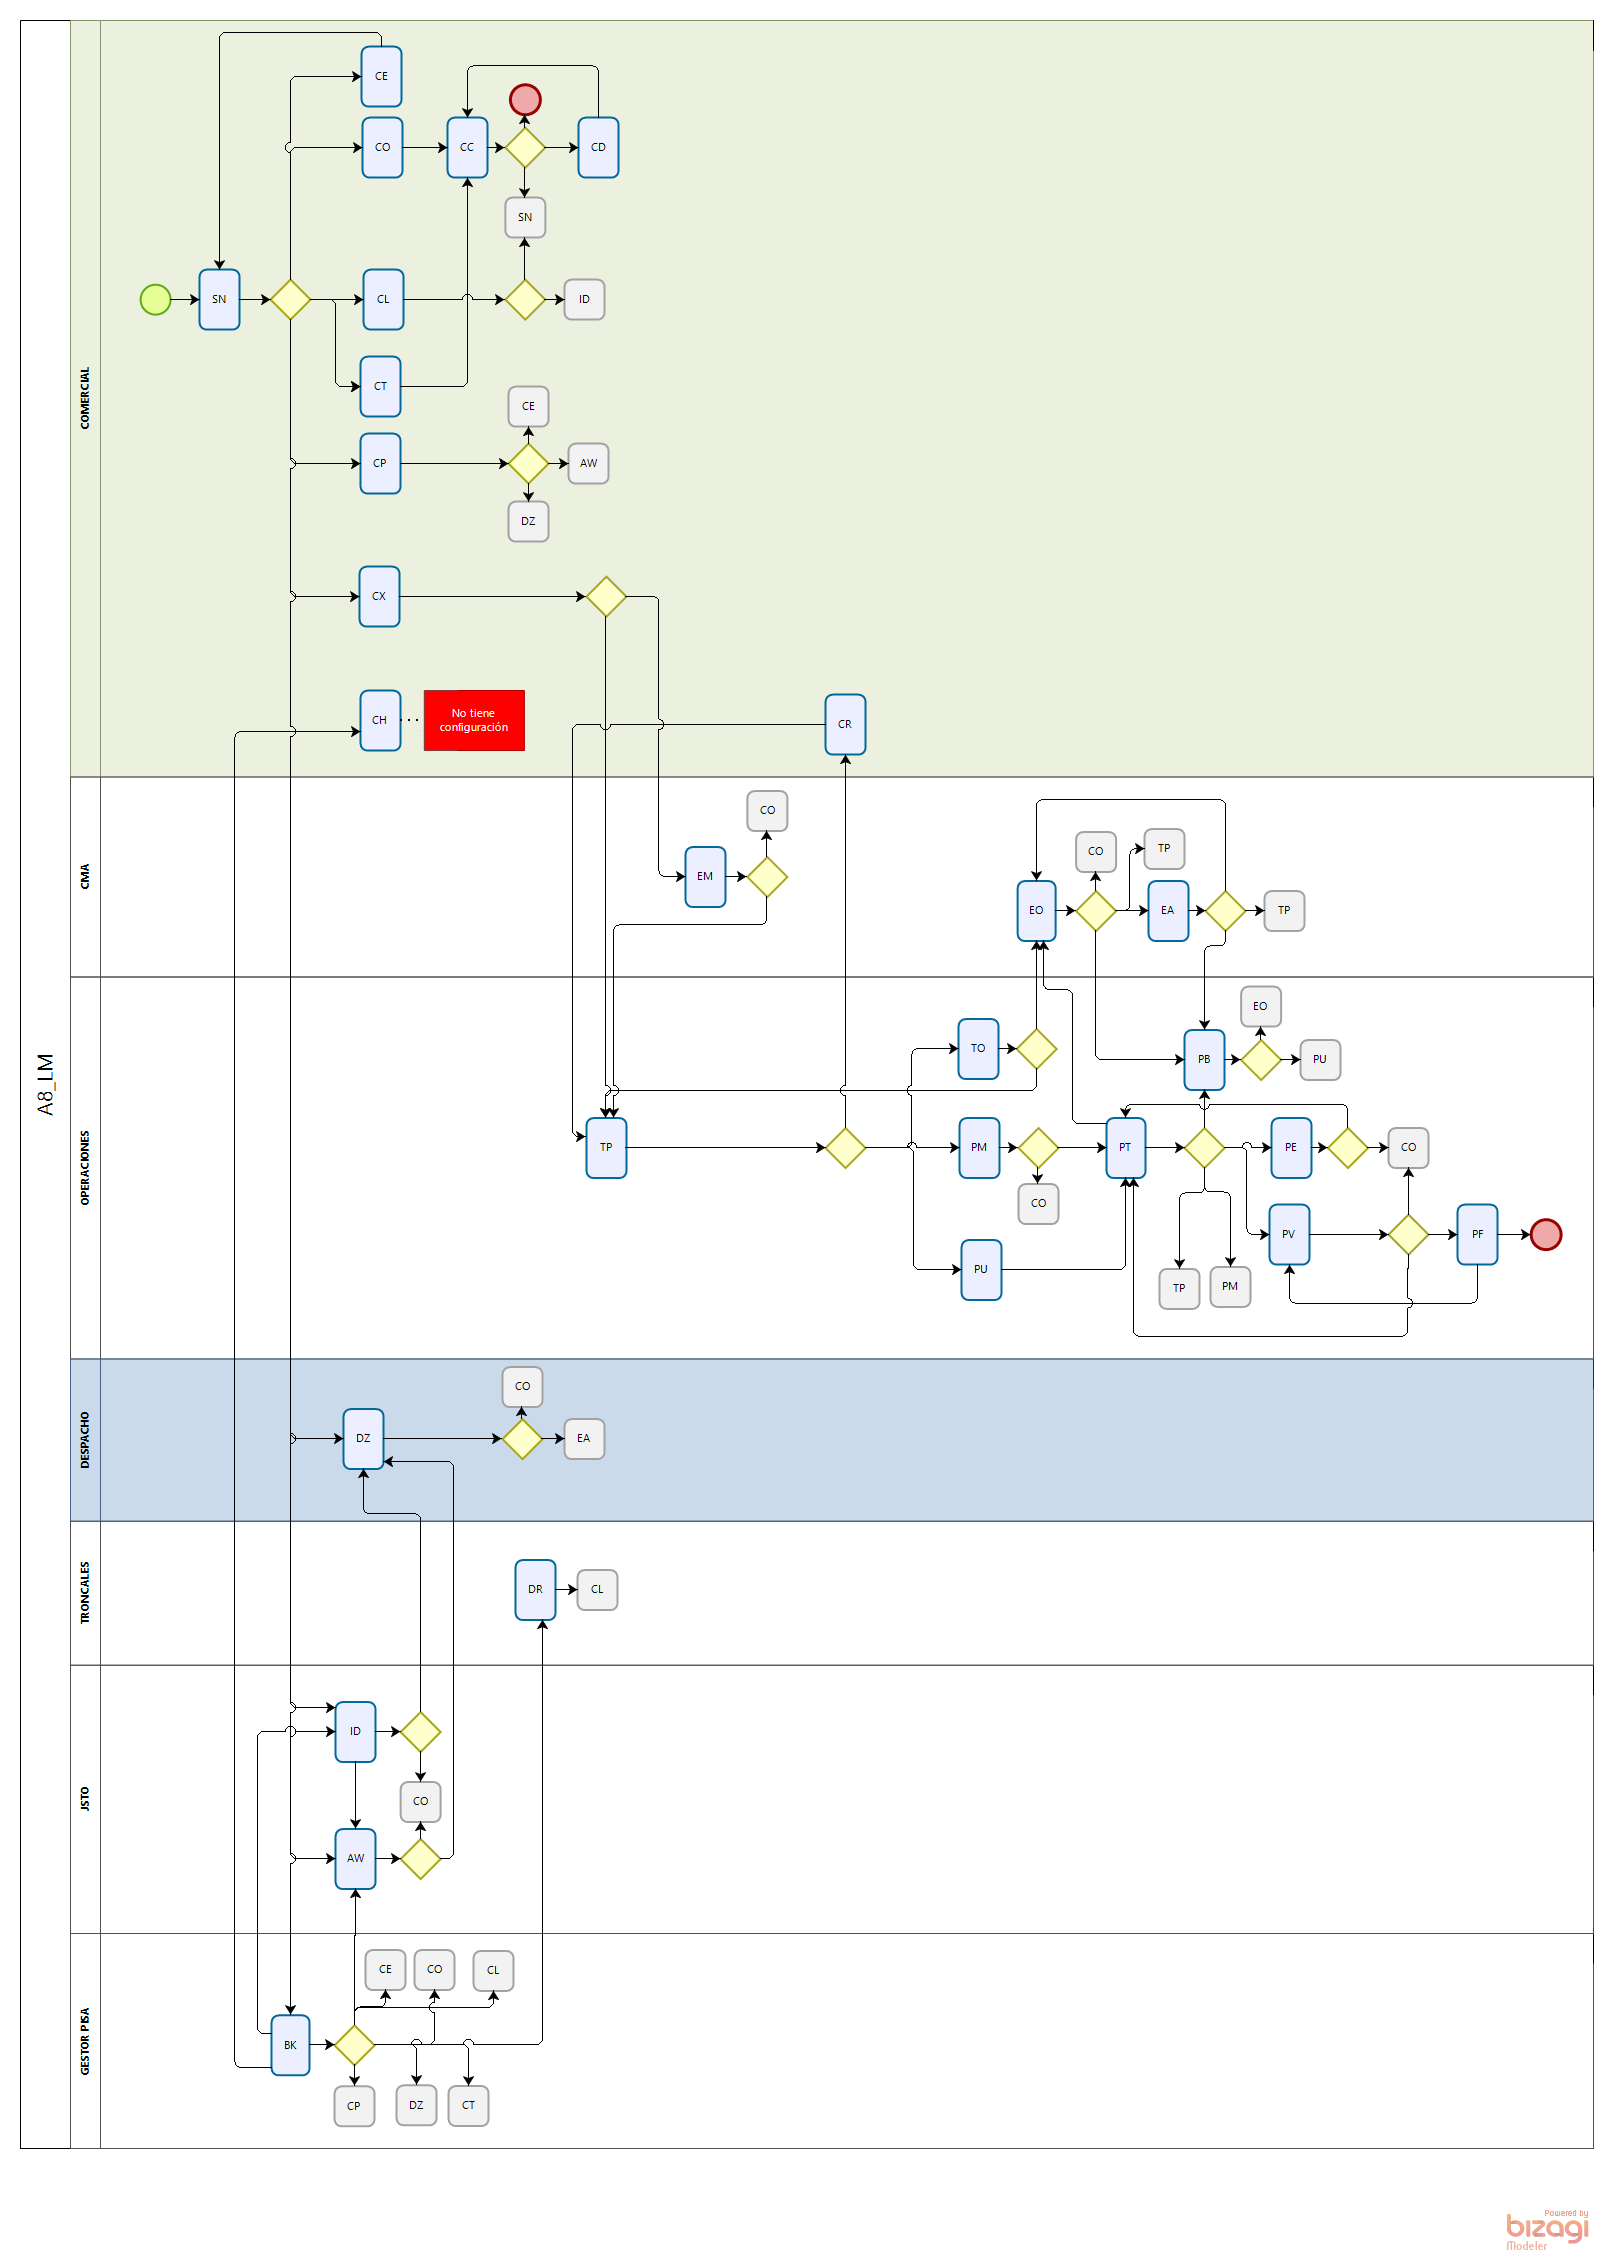 A8_LM
COMERCIAL
CE
CO
CC
CD
SN
SN
CL
ID
CT
CE
CP
AW
DZ
CX
CH
No tiene
configuración
CR
CMA
CO
EM
CO
TP
EO
EA
TP
OPERACIONES
EO
TO
PB
PU
TP
PM
PT
PE
CO
CO
PV
PF
PU
TP
PM
DESPACHO
CO
DZ
EA
TRONCALES
DR
CL
JSTO
ID
CO
AW
GESTOR PISA
CE
CO
CL
BK
CP
DZ
CT
Powered by
bizagi
Modeler